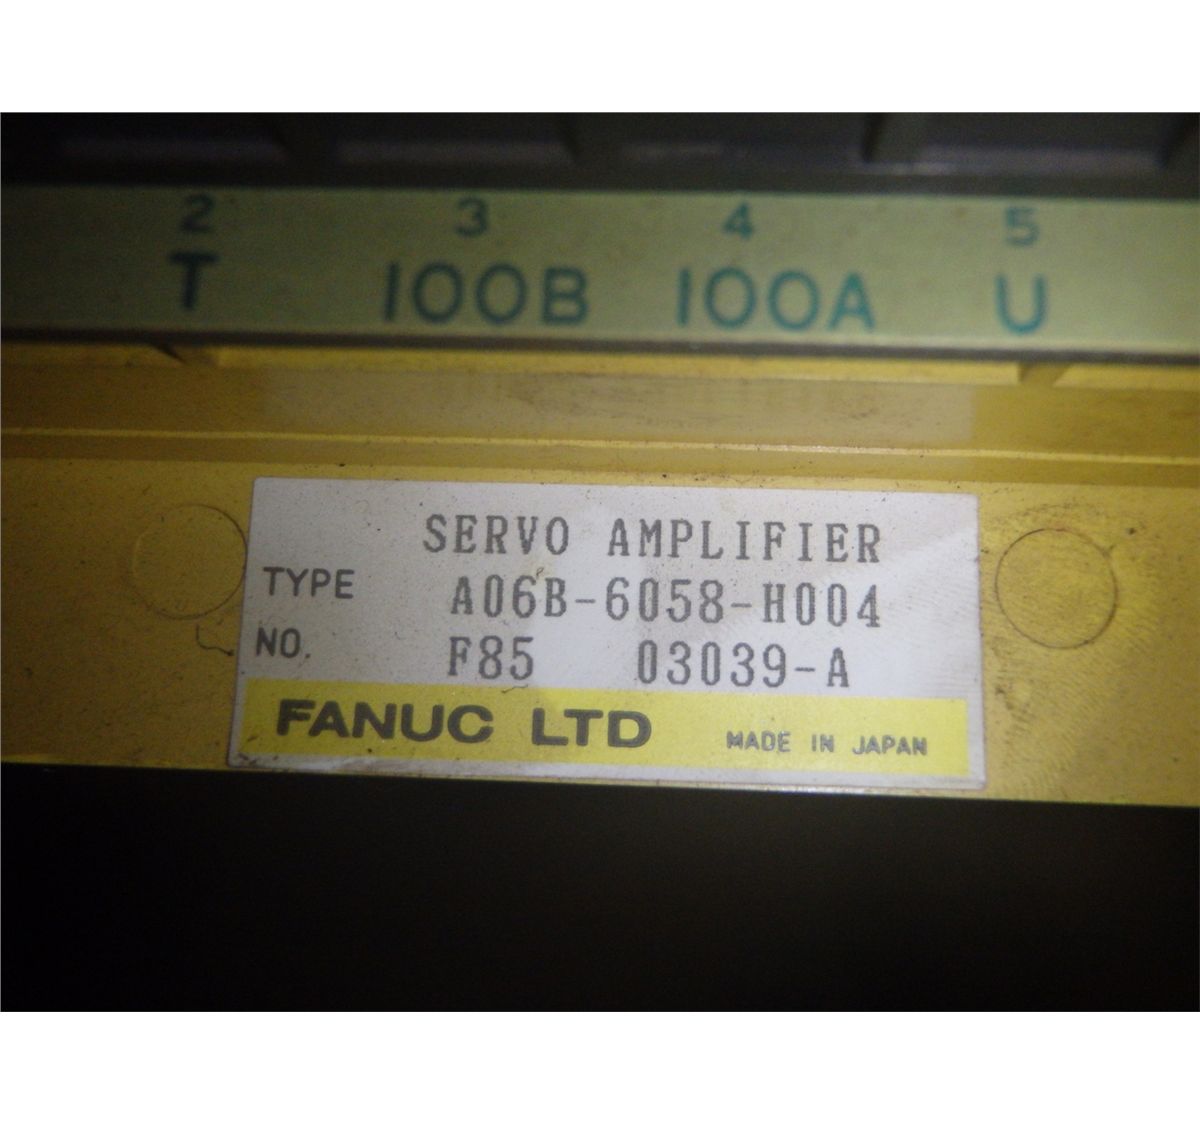 2 3 4 5
T 100B 100A U
SERVO AMPLIFIER
TYPE A06B-6058-H004
NO. F85 03039-A
FANUC LTD MADE IN JAPAN